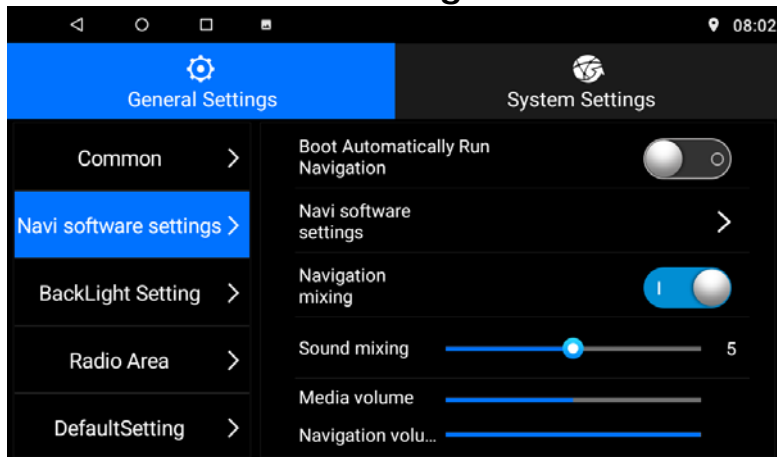 08:02
General Settings
System Settings
Common
Navi software settings
BackLight Setting
Radio Area
DefaultSetting
Boot Automatically Run
Navigation
Navi software
settings
Navigation
mixing
Sound mixing
5
Media volume
Navigation volu...